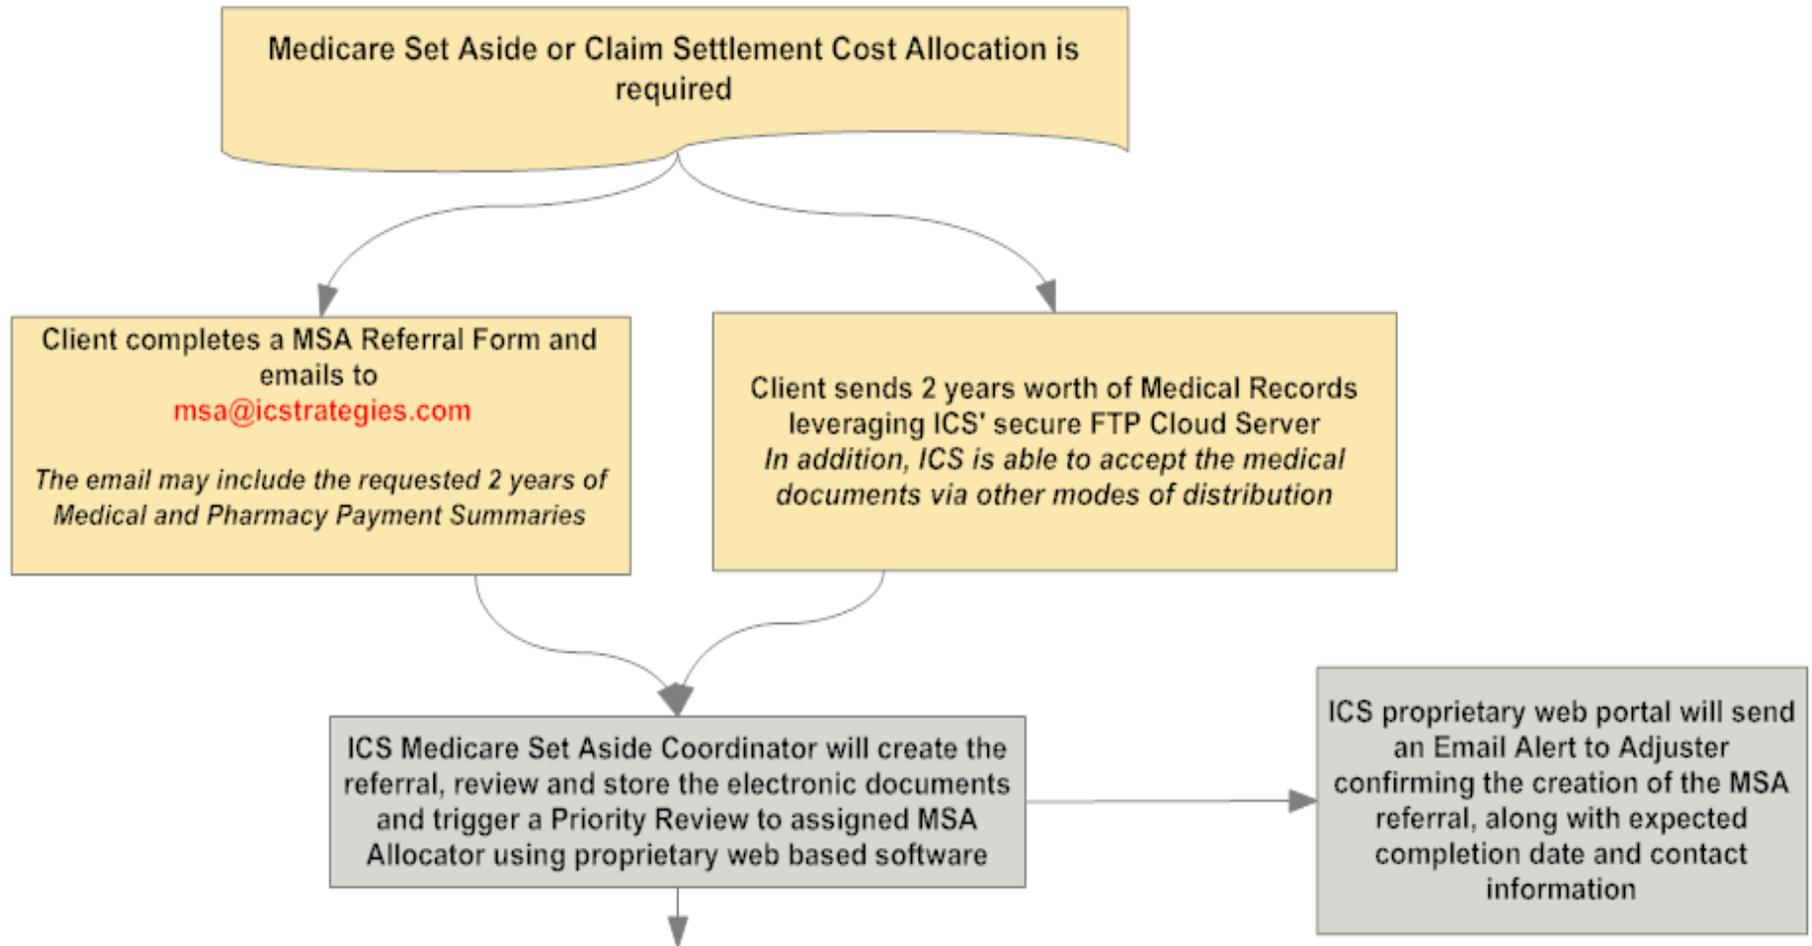 Medicare Set Aside or Claim Settlement Cost Allocation is
required
Client completes a MSA Referral Form and
emails to
msa@icstrategies.com
The email may include the requested 2 years of
Medical and Pharmacy Payment Summaries
Client sends 2 years worth of Medical Records
leveraging ICS' secure FTP Cloud Server
In addition, ICS is able to accept the medical
documents via other modes of distribution
ICS Medicare Set Aside Coordinator will create the
referral, review and store the electronic documents
and trigger a Priority Review to assigned MSA
Allocator using proprietary web based software
ICS proprietary web portal will send
an Email Alert to Adjuster
confirming the creation of the MSA
referral, along with expected
completion date and contact
information